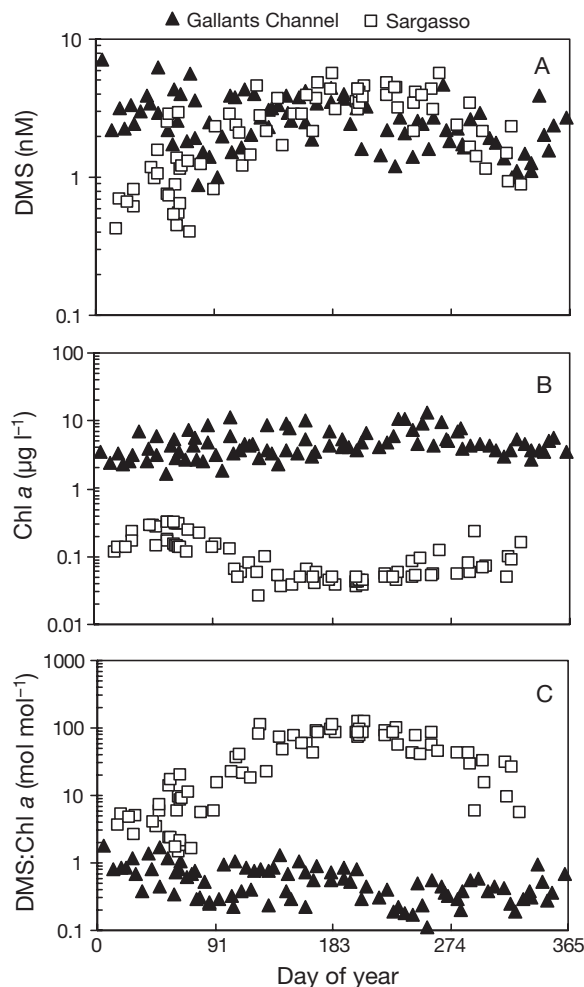 ▲ Gallants Channel □ Sargasso
10
A
DMS (nM)
1
0.1
100
B
10
Chl a (µg l⁻¹)
1
0.1
0.01
1000
C
100
DMS:Chl a (mol mol⁻¹)
10
1
0.1
0 91 183 274 365
Day of year